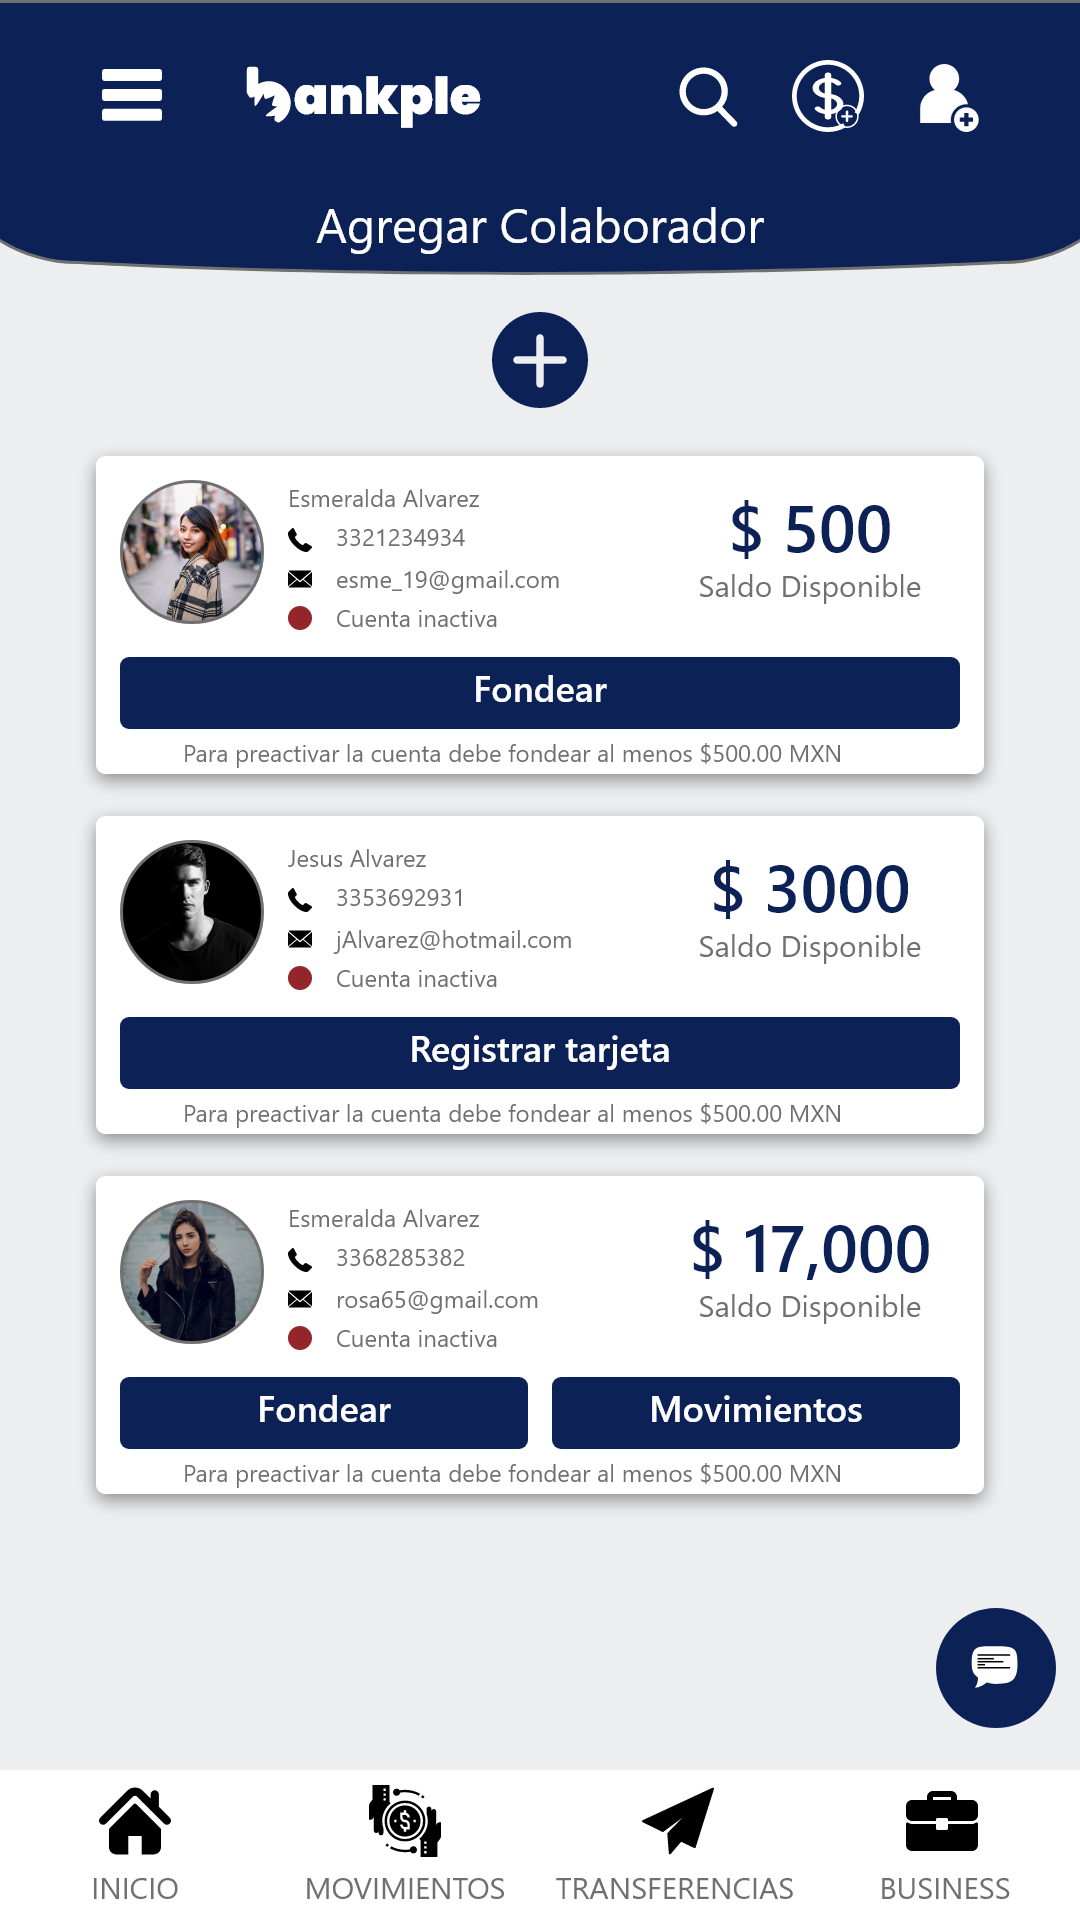 bankple
Agregar Colaborador
Esmeralda Alvarez
3321234934
esme_19@gmail.com
Cuenta inactiva
$ 500
Saldo Disponible
Fondear
Para preactivar la cuenta debe fondear al menos $500.00 MXN
Jesus Alvarez
3353692931
jAlvarez@hotmail.com
Cuenta inactiva
$ 3000
Saldo Disponible
Registrar tarjeta
Para preactivar la cuenta debe fondear al menos $500.00 MXN
Esmeralda Alvarez
3368285382
rosa65@gmail.com
Cuenta inactiva
$ 17,000
Saldo Disponible
Fondear
Movimientos
Para preactivar la cuenta debe fondear al menos $500.00 MXN
INICIO
MOVIMIENTOS
TRANSFERENCIAS
BUSINESS